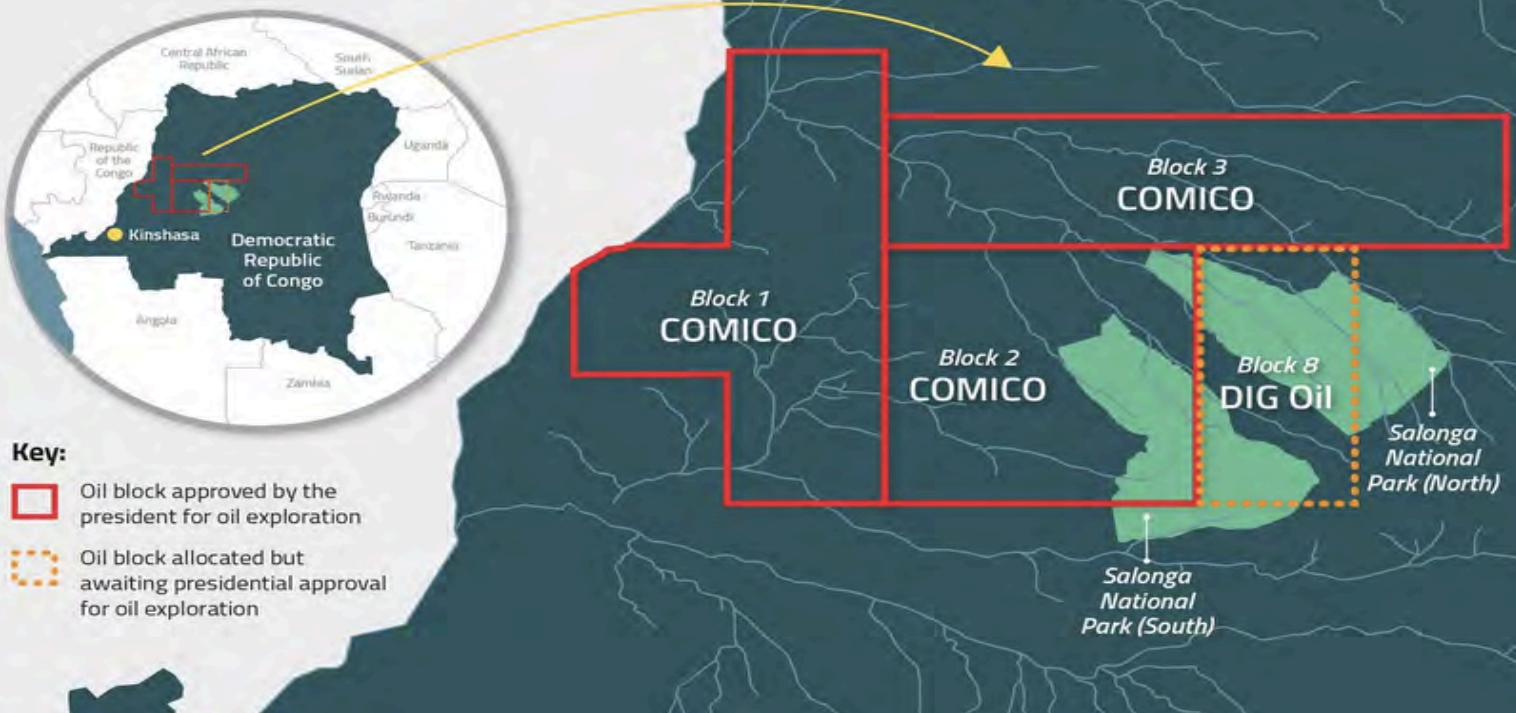 Central African
Republic
South
Sudan
Republic
of the
Congo
Uganda
Rwanda
Burundi
Kinshasa
Democratic
Republic
of Congo
Tanzania
Angola
Zambia
Key:
Oil block approved by the
president for oil exploration
Oil block allocated but
awaiting presidential approval
for oil exploration
Block 3
COMICO
Block 1
COMICO
Block 2
COMICO
Block 8
DIG Oil
Salonga
National
Park (North)
Salonga
National
Park (South)